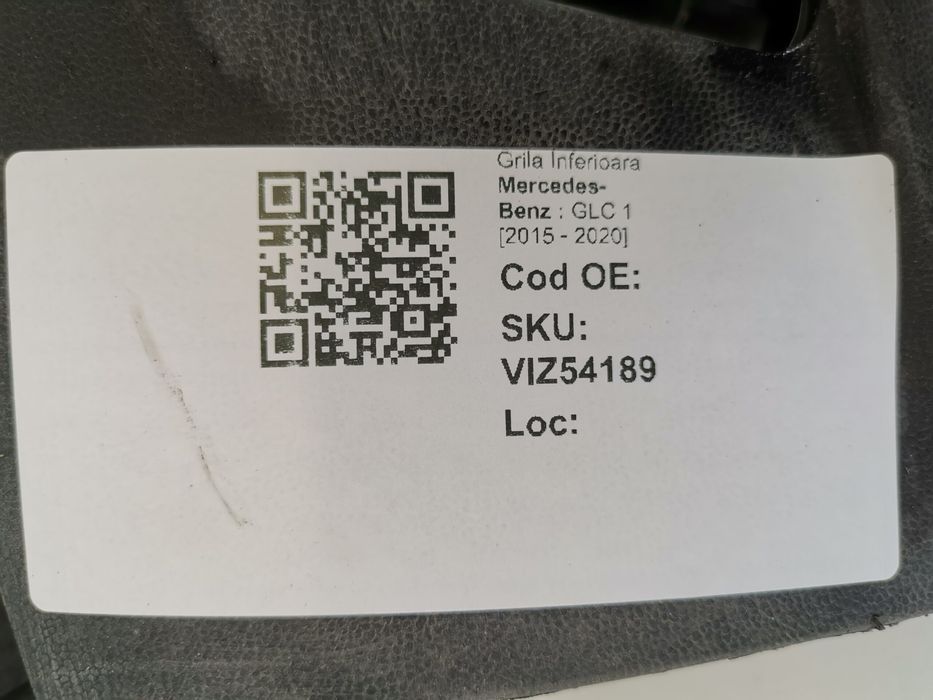 Grila Inferioara
Mercedes-
Benz : GLC 1
[2015 - 2020]
Cod OE:
SKU:
VIZ54189
Loc: